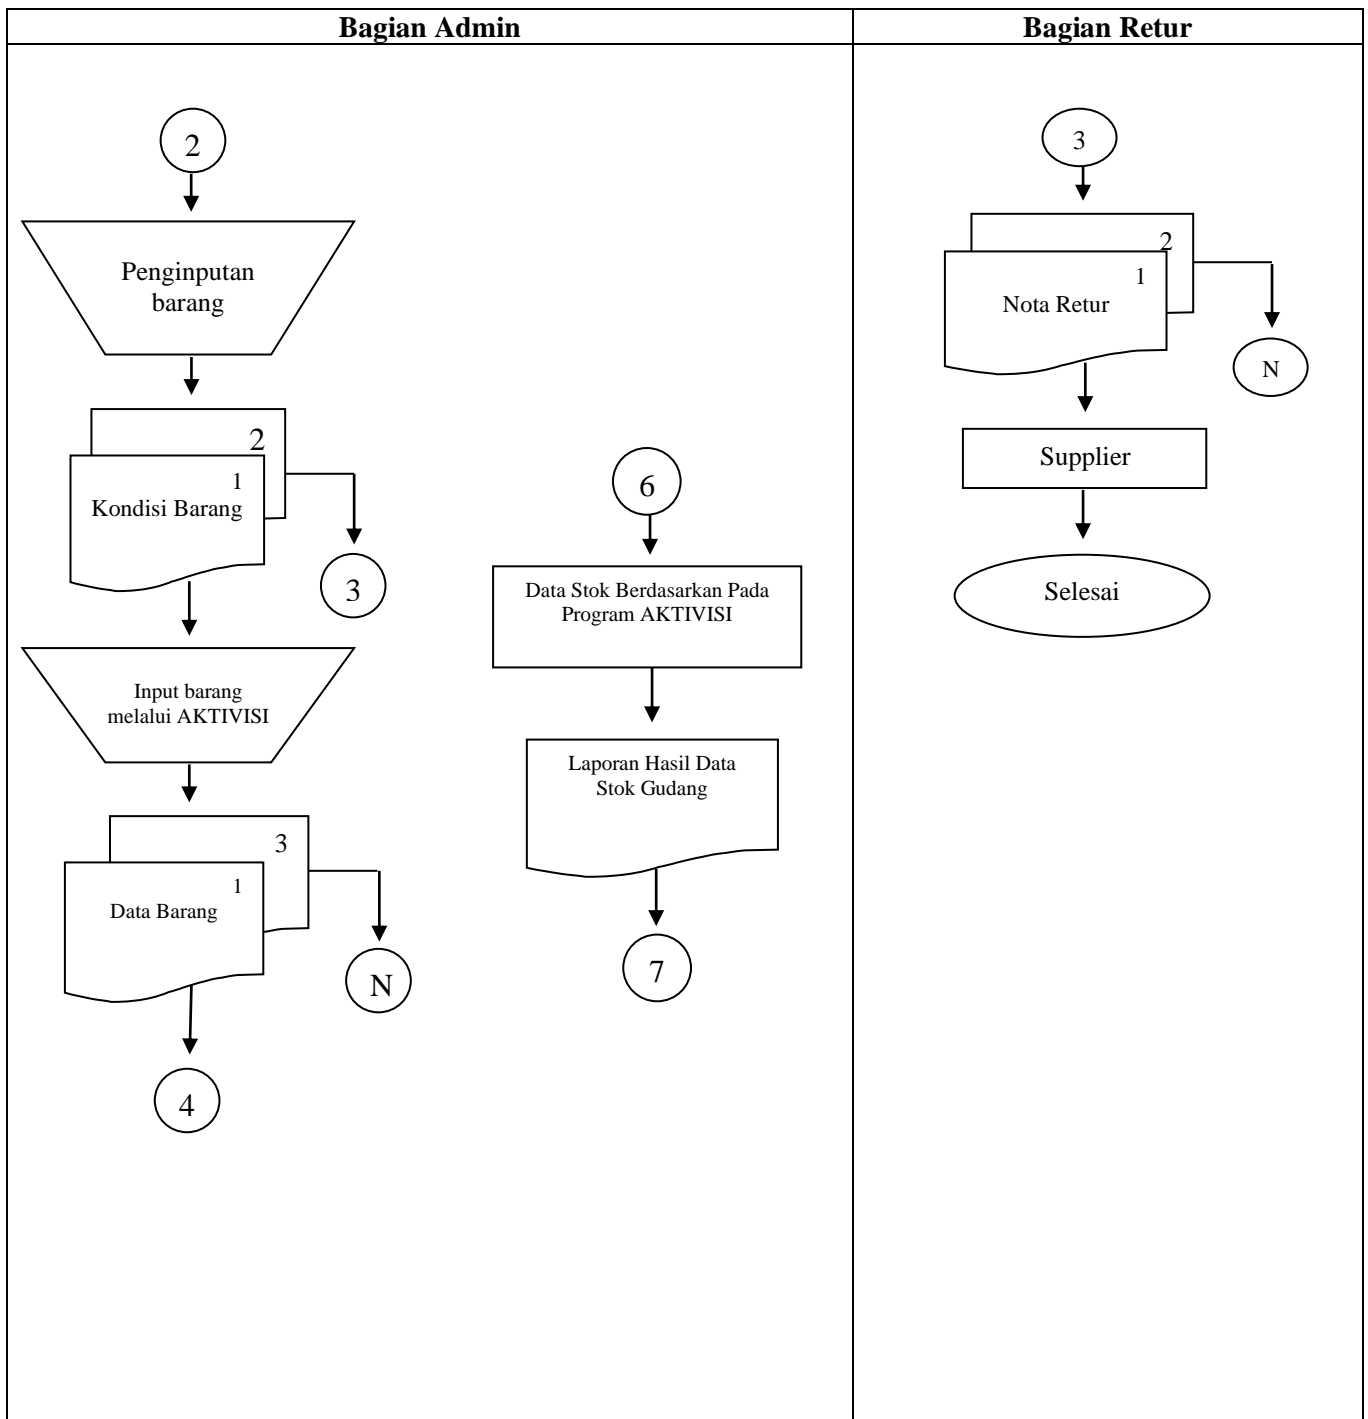 Bagian Admin
Bagian Retur
2
Penginputan
barang
2
1
Kondisi Barang
3
Input barang
melalui AKTIVISI
3
1
Data Barang
N
4
6
Data Stok Berdasarkan Pada
Program AKTIVISI
Laporan Hasil Data
Stok Gudang
7
3
2
1
Nota Retur
N
Supplier
Selesai